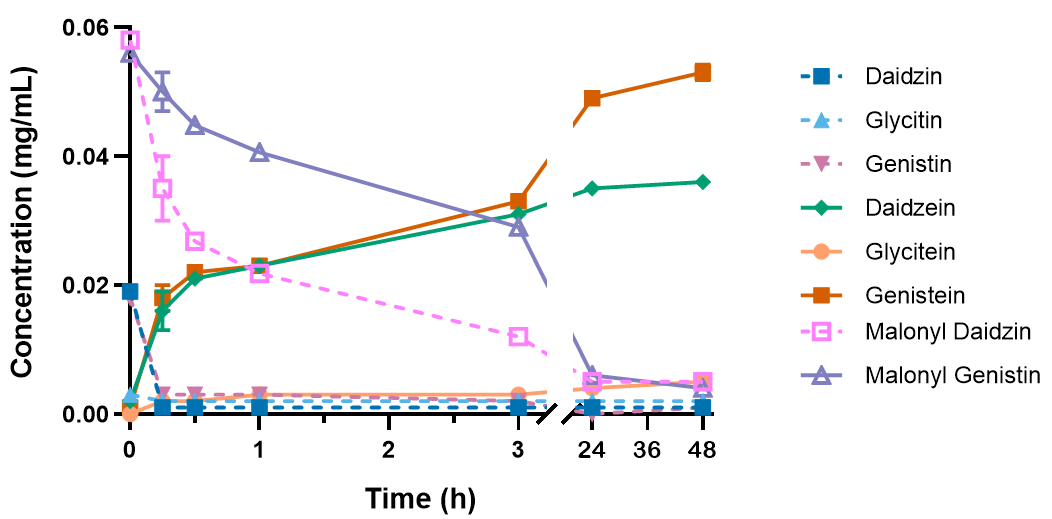 Concentration (mg/mL)
0.06
0.04
0.02
0.00
0 1 2 3 24 36 48
Time (h)
Daidzin
Glycitin
Genistin
Daidzein
Glycitein
Genistein
Malonyl Daidzin
Malonyl Genistin